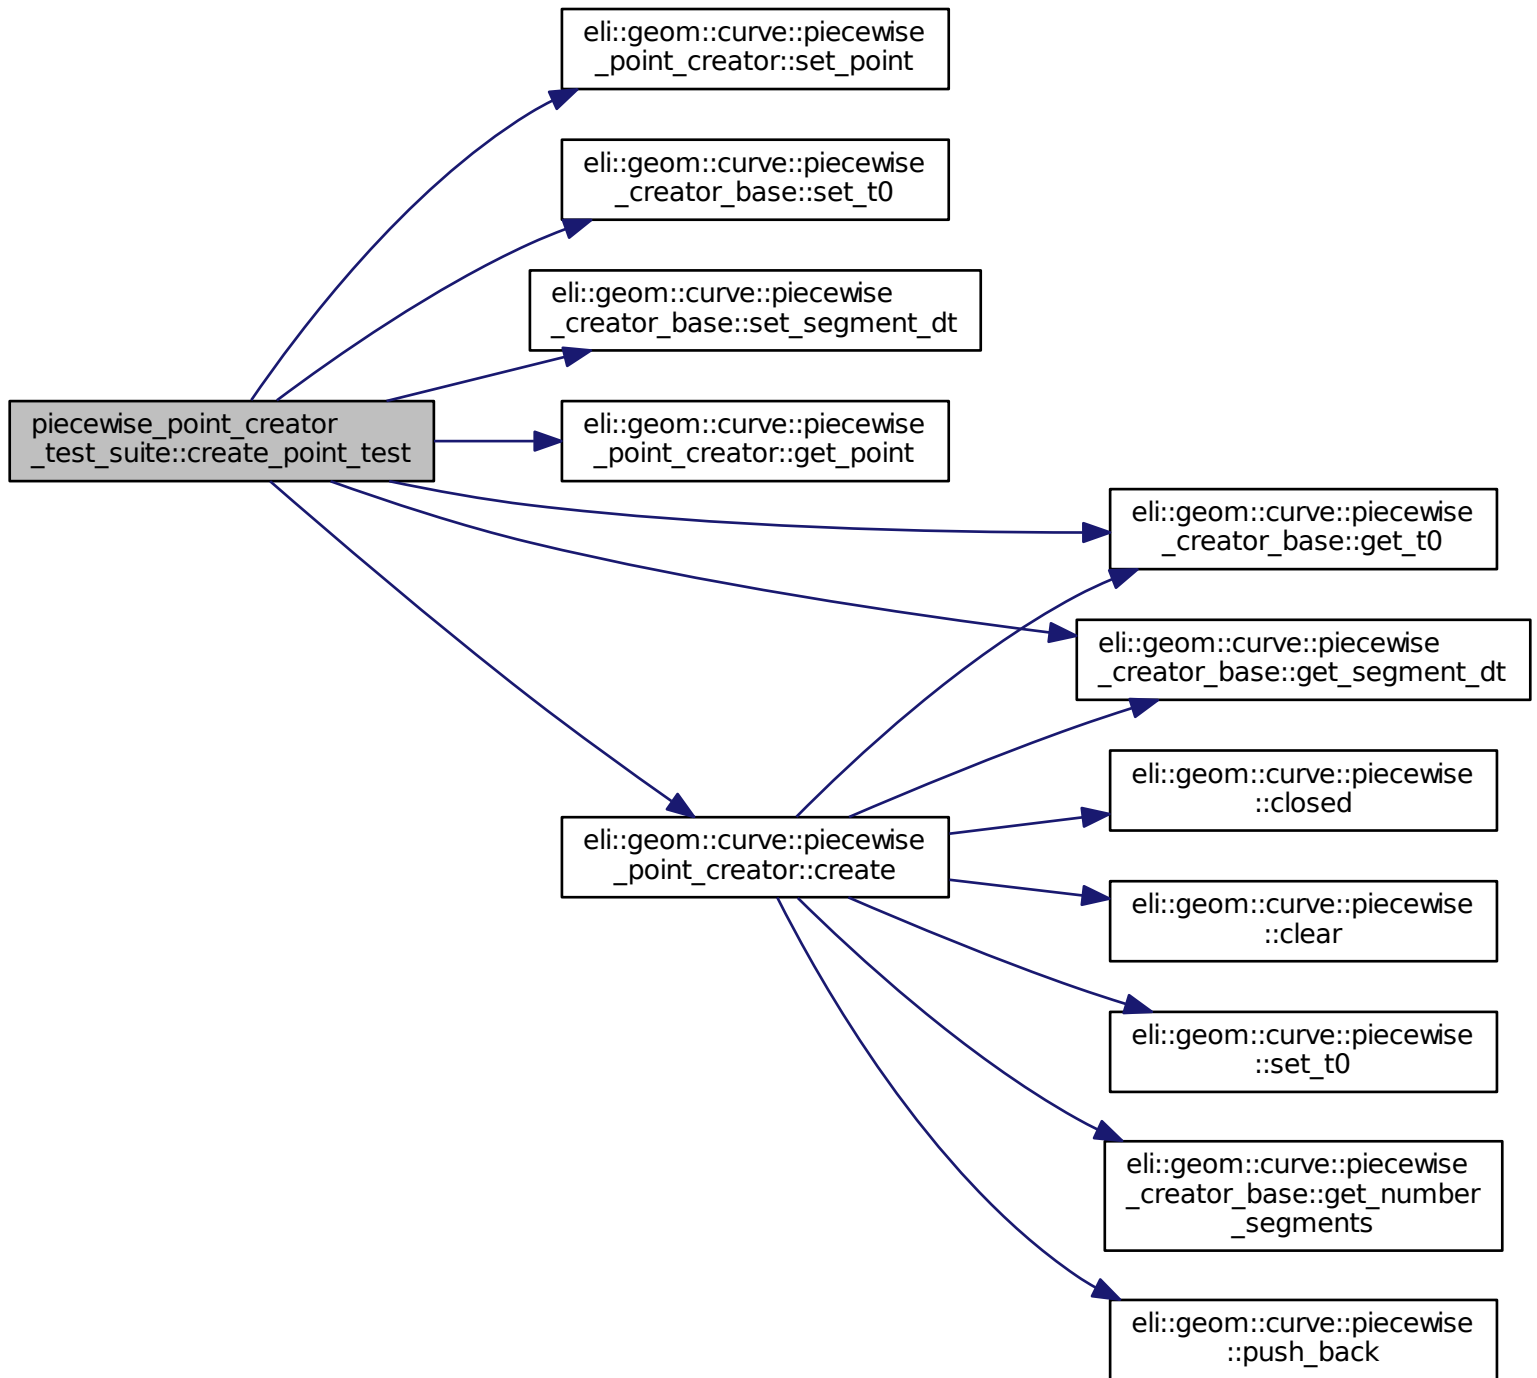 eli::geom::curve::piecewise
_point_creator::set_point
eli::geom::curve::piecewise
_creator_base::set_t0
eli::geom::curve::piecewise
_creator_base::set_segment_dt
piecewise_point_creator
_test_suite::create_point_test
eli::geom::curve::piecewise
_point_creator::get_point
eli::geom::curve::piecewise
_creator_base::get_t0
eli::geom::curve::piecewise
_creator_base::get_segment_dt
eli::geom::curve::piecewise
::closed
eli::geom::curve::piecewise
_point_creator::create
eli::geom::curve::piecewise
::clear
eli::geom::curve::piecewise
::set_t0
eli::geom::curve::piecewise
_creator_base::get_number
_segments
eli::geom::curve::piecewise
::push_back